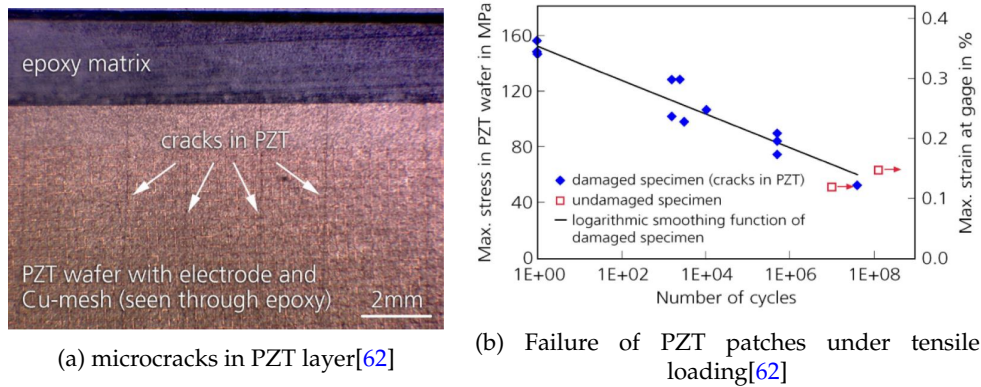 epoxy matrix
cracks in PZT
PZT wafer with electrode and
Cu-mesh (seen through epoxy)
2mm
(a) microcracks in PZT layer[62]
Max. stress in PZT wafer in MPa
160
120
80
40
0
damaged specimen (cracks in PZT)
undamaged specimen
logarithmic smoothing function of
damaged specimen
1E+00
1E+02
1E+04
1E+06
1E+08
Number of cycles
0.4
0.3
0.2
0.1
0.0
Max. strain at gage in %
(b) Failure of PZT patches under tensile
loading[62]